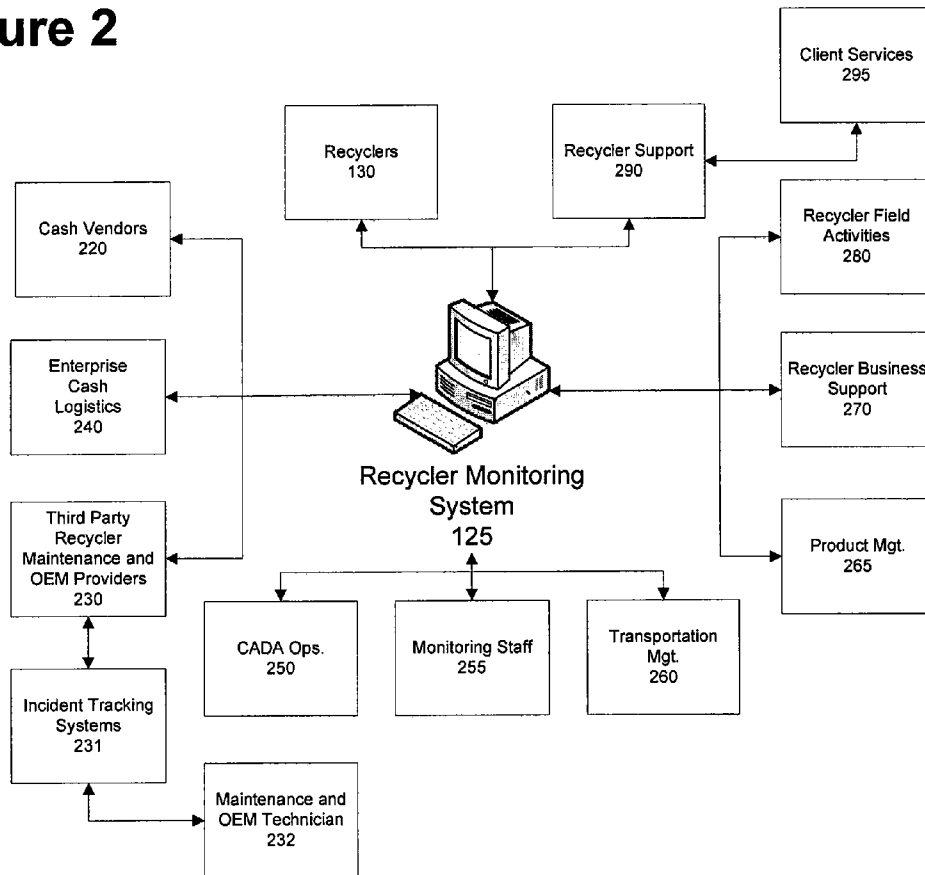 ure 2
Client Services
295
Recyclers
130
Recycler Support
290
Cash Vendors
220
Recycler Field
Activities
280
Enterprise
Cash
Logistics
240
Recycler Business
Support
270
Recycler Monitoring
System
125
Third Party
Recycler
Maintenance and
OEM Providers
230
Product Mgt.
265
CADA Ops.
250
Monitoring Staff
255
Transportation
Mgt.
260
Incident Tracking
Systems
231
Maintenance and
OEM Technician
232